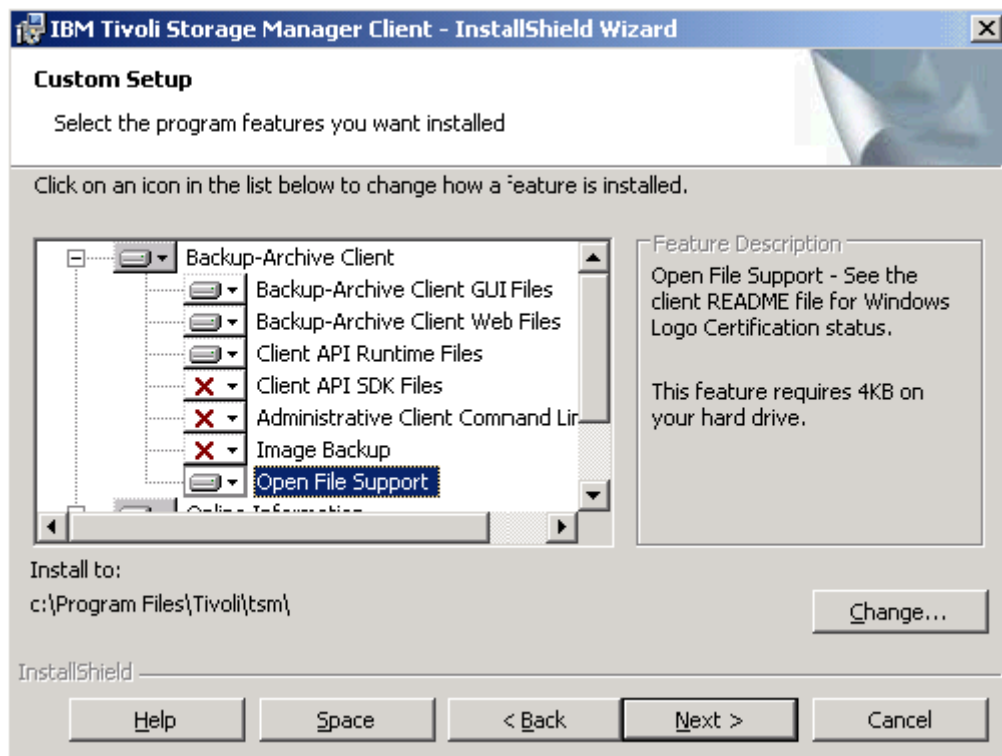 IBM Tivoli Storage Manager Client - InstallShield Wizard
Custom Setup
Select the program features you want installed
Click on an icon in the list below to change how a feature is installed.
Backup-Archive Client
Backup-Archive Client GUI Files
Backup-Archive Client Web Files
Client API Runtime Files
Client API SDK Files
Administrative Client Command Lin
Image Backup
Open File Support
Online Information
Feature Description
Open File Support - See the
client README file for Windows
Logo Certification status.
This feature requires 4KB on
your hard drive.
Install to:
c:\Program Files\Tivoli\tsm\
Change...
InstallShield
Help
Space
< Back
Next >
Cancel